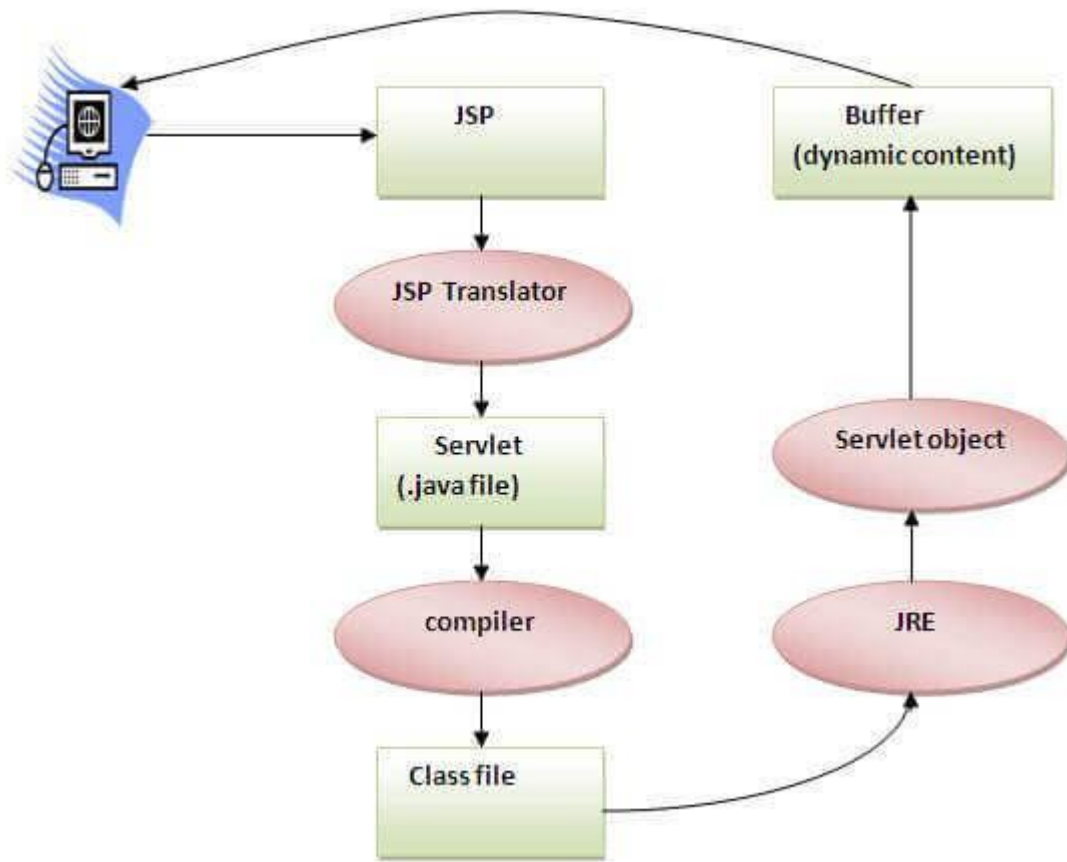 JSP
JSP Translator
Servlet
(.java file)
compiler
Class file
JRE
Servlet object
Buffer
(dynamic content)